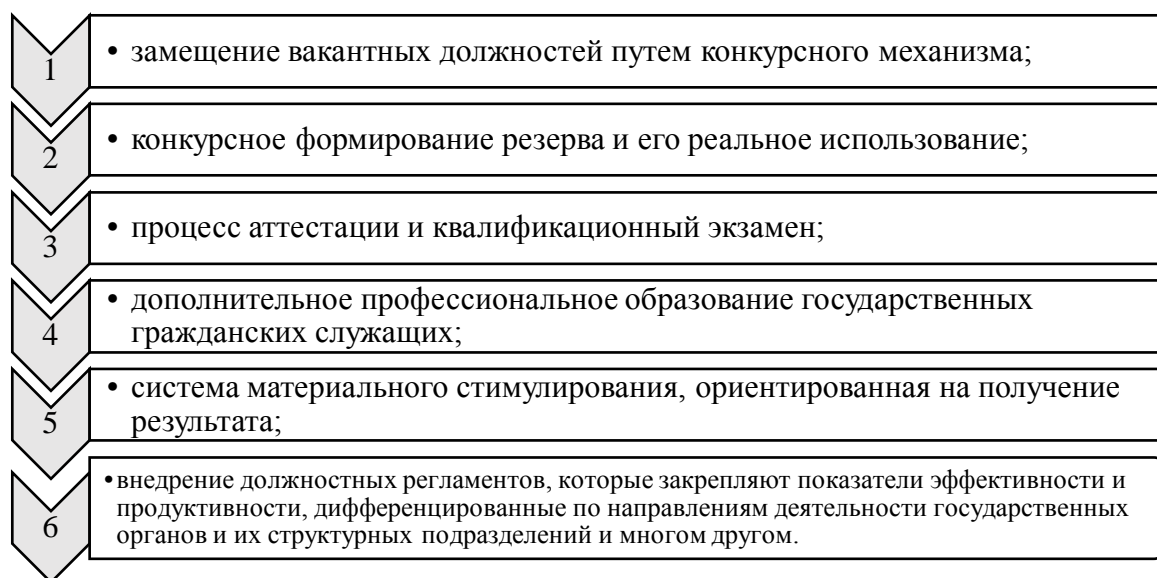 1
• замещение вакантных должностей путем конкурсного механизма;
2
• конкурсное формирование резерва и его реальное использование;
3
• процесс аттестации и квалификационный экзамен;
4
• дополнительное профессиональное образование государственных
гражданских служащих;
5
• система материального стимулирования, ориентированная на получение
результата;
6
• внедрение должностных регламентов, которые закрепляют показатели эффективности и
продуктивности, дифференцированные по направлениям деятельности государственных
органов и их структурных подразделений и многом другом.